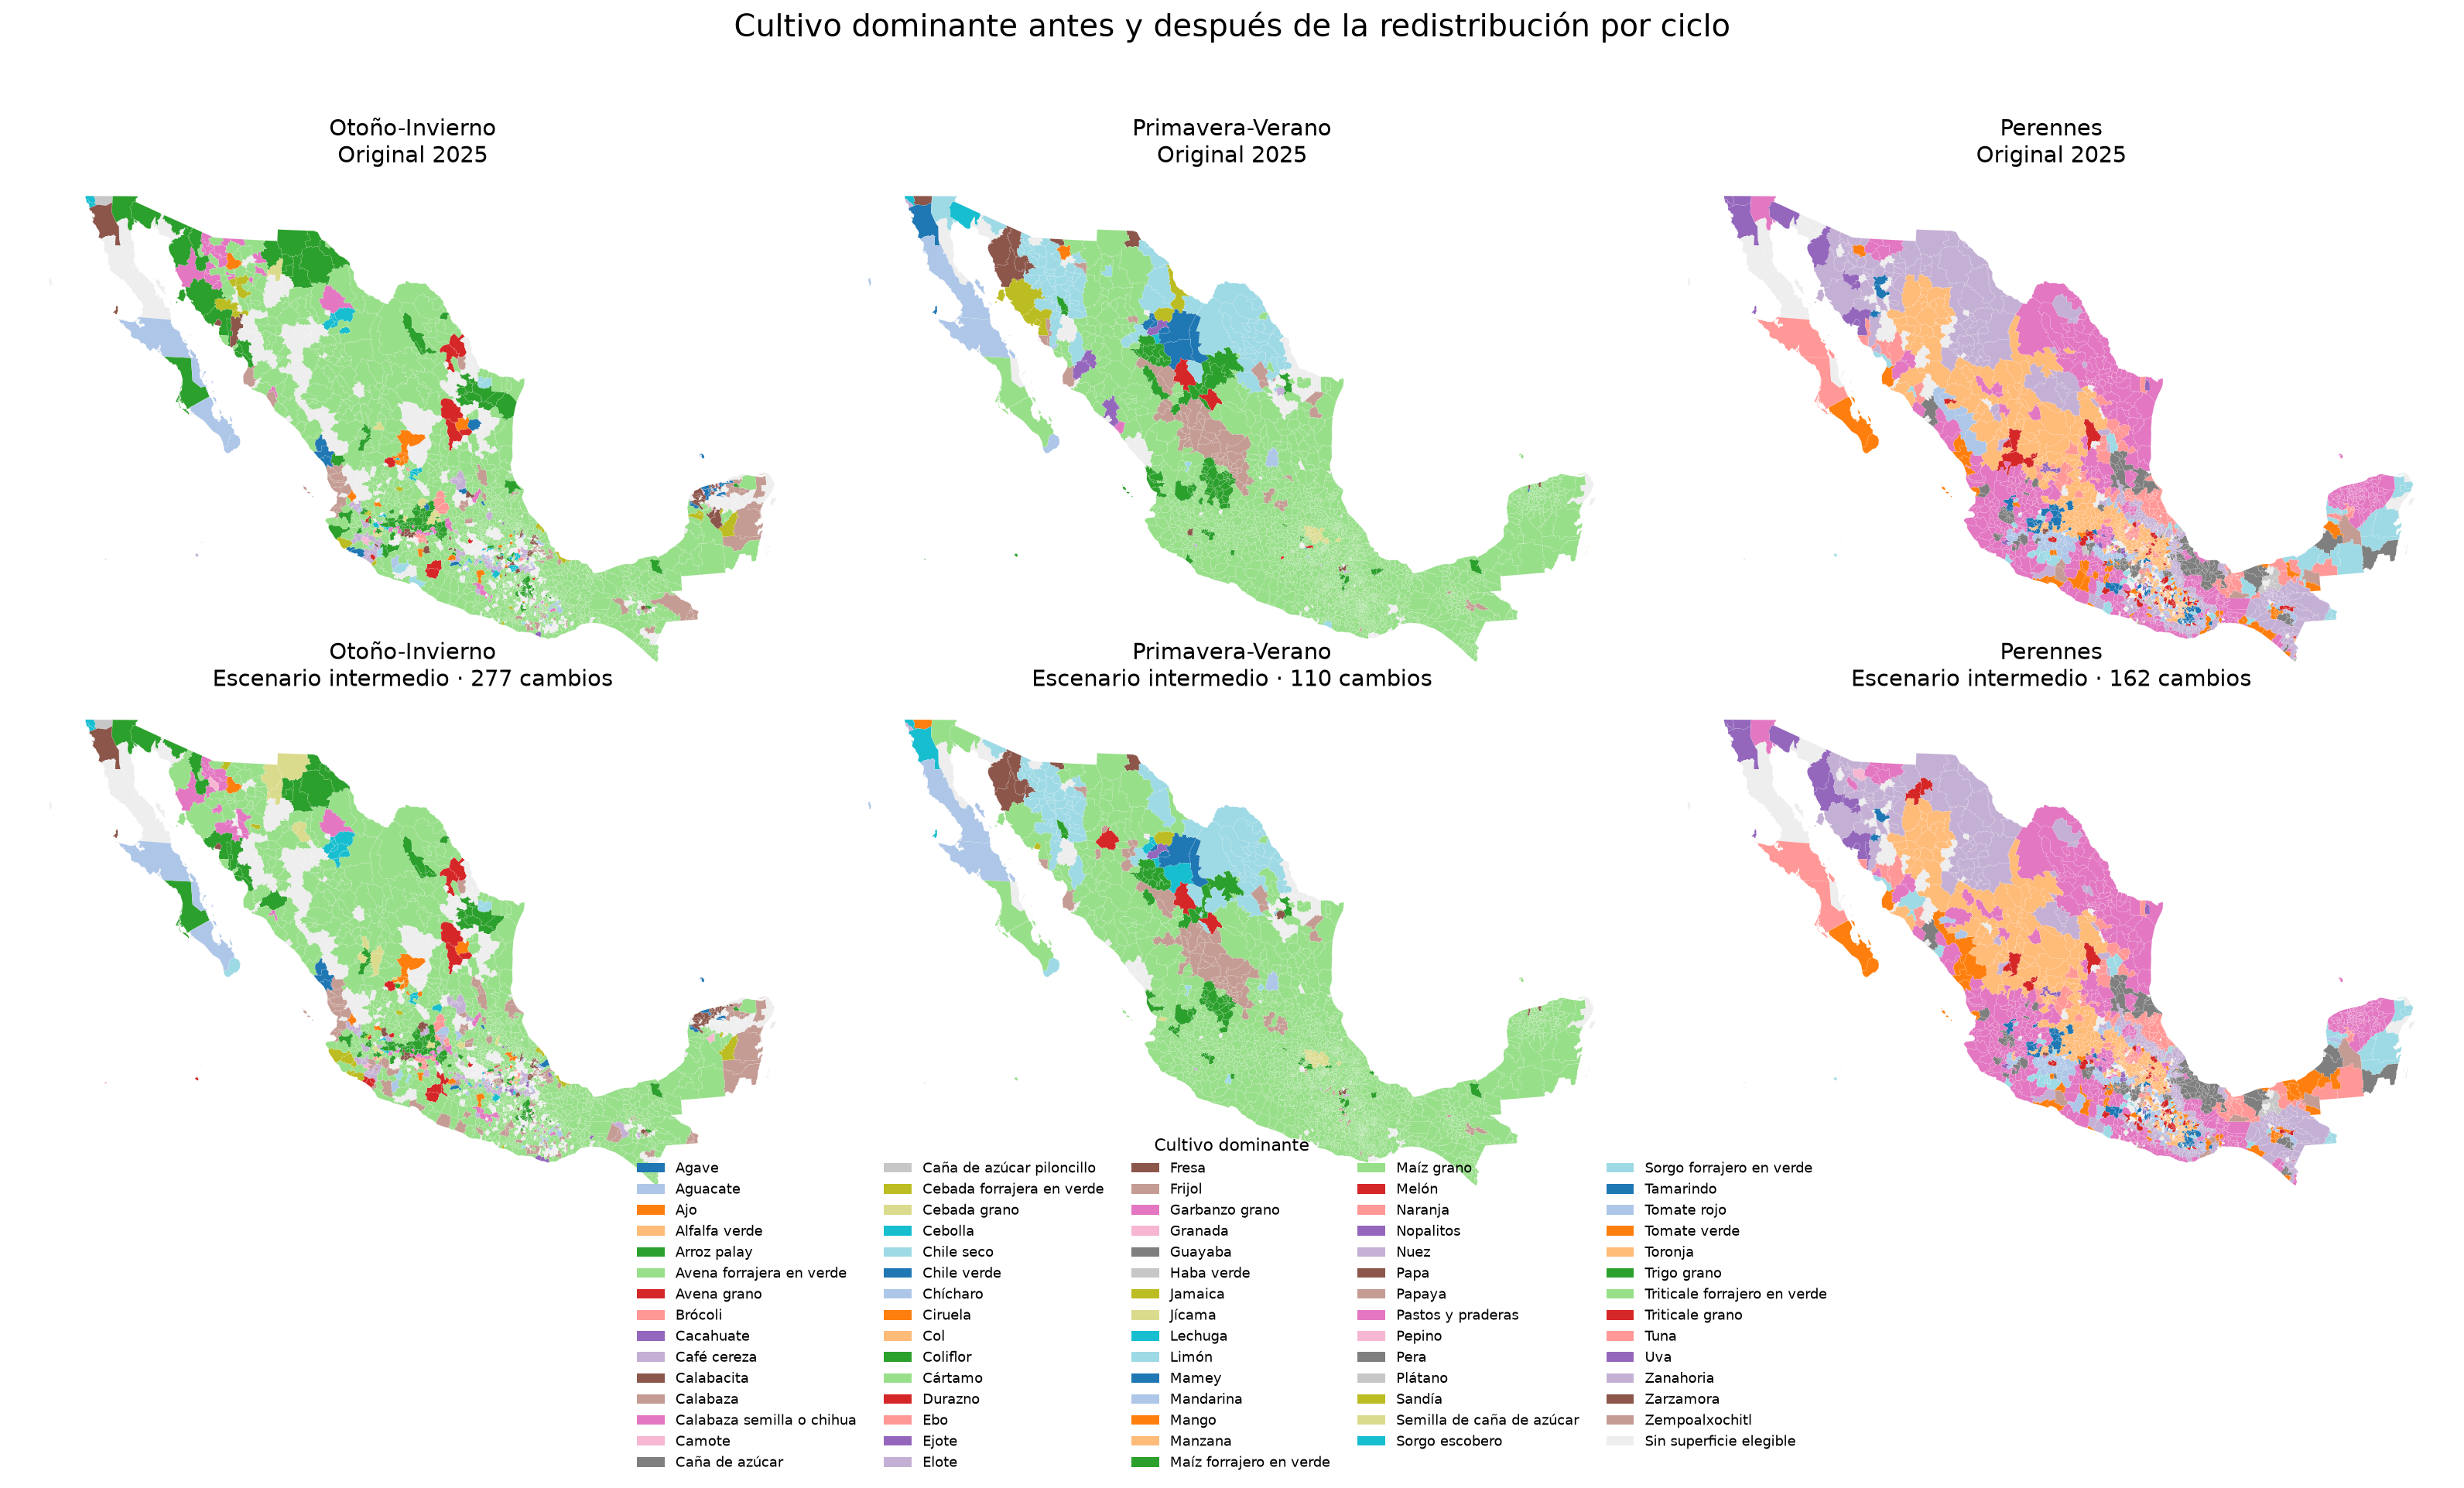 Cultivo dominante antes y después de la redistribución por ciclo
Otoño-Invierno
Original 2025
Primavera-Verano
Original 2025
Perennes
Original 2025
Otoño-Invierno
Escenario intermedio · 277 cambios
Primavera-Verano
Escenario intermedio · 110 cambios
Perennes
Escenario intermedio · 162 cambios
Cultivo dominante
Agave
Aguacate
Ajo
Alfalfa verde
Arroz palay
Avena forrajera en verde
Avena grano
Brócoli
Cacahuate
Café cereza
Calabacita
Calabaza
Calabaza semilla o chihua
Camote
Caña de azúcar
Caña de azúcar piloncillo
Cebada forrajera en verde
Cebada grano
Cebolla
Chile seco
Chile verde
Chícharo
Ciruela
Col
Coliflor
Cártamo
Durazno
Ebo
Ejote
Elote
Fresa
Frijol
Garbanzo grano
Granada
Guayaba
Haba verde
Jamaica
Jícama
Lechuga
Limón
Mamey
Mandarina
Mango
Manzana
Maíz forrajero en verde
Maíz grano
Melón
Naranja
Nopalitos
Nuez
Papa
Papaya
Pastos y praderas
Pepino
Pera
Plátano
Sandía
Semilla de caña de azúcar
Sorgo escobero
Sorgo forrajero en verde
Tamarindo
Tomate rojo
Tomate verde
Toronja
Trigo grano
Triticale forrajero en verde
Triticale grano
Tuna
Uva
Zanahoria
Zarzamora
Zempoalxochitl
Sin superficie elegible